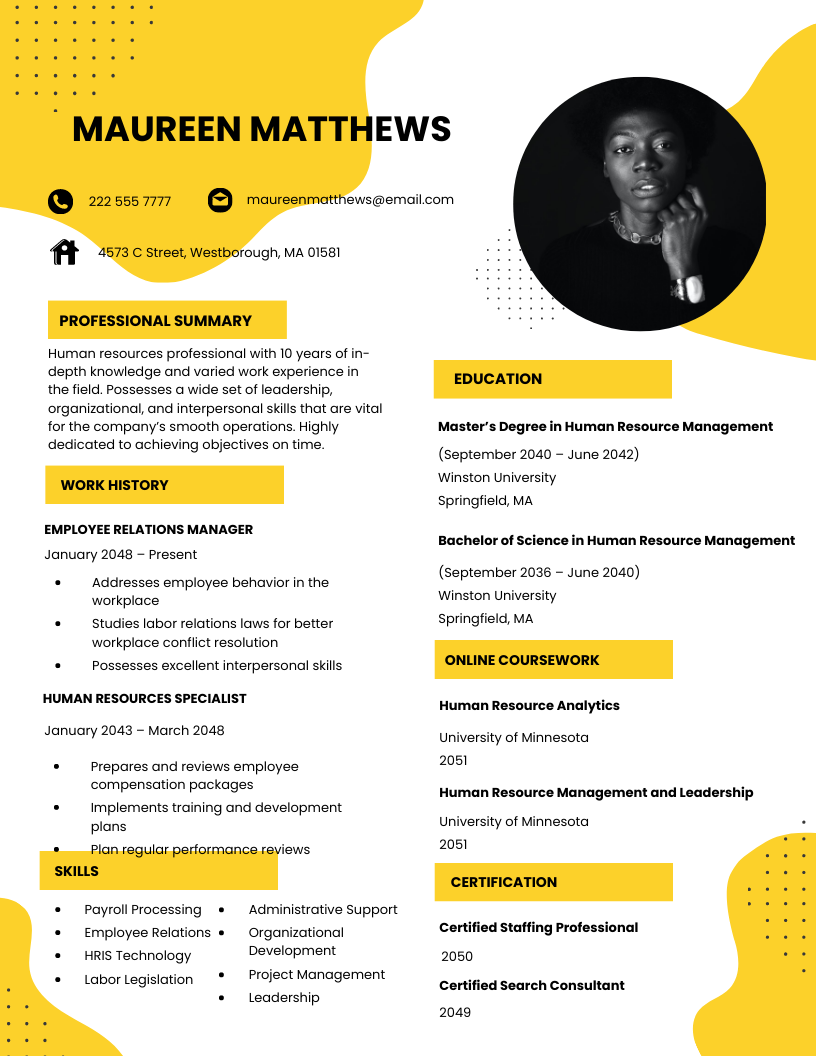 MAUREEN MATTHEWS
222 555 7777
maureenmatthews@email.com
4573 C Street, Westborough, MA 01581
PROFESSIONAL SUMMARY
Human resources professional with 10 years of in-
depth knowledge and varied work experience in
the field. Possesses a wide set of leadership,
organizational, and interpersonal skills that are vital
for the company’s smooth operations. Highly
dedicated to achieving objectives on time.
WORK HISTORY
EMPLOYEE RELATIONS MANAGER
January 2048 – Present
• Addresses employee behavior in the
workplace
• Studies labor relations laws for better
workplace conflict resolution
• Possesses excellent interpersonal skills
HUMAN RESOURCES SPECIALIST
January 2043 – March 2048
• Prepares and reviews employee
compensation packages
• Implements training and development
plans
• Plan regular performance reviews
SKILLS
• Payroll Processing
• Employee Relations
• HRIS Technology
• Labor Legislation
• Administrative Support
• Organizational
Development
• Project Management
• Leadership
EDUCATION
Master’s Degree in Human Resource Management
(September 2040 – June 2042)
Winston University
Springfield, MA
Bachelor of Science in Human Resource Management
(September 2036 – June 2040)
Winston University
Springfield, MA
ONLINE COURSEWORK
Human Resource Analytics
University of Minnesota
2051
Human Resource Management and Leadership
University of Minnesota
2051
CERTIFICATION
Certified Staffing Professional
2050
Certified Search Consultant
2049